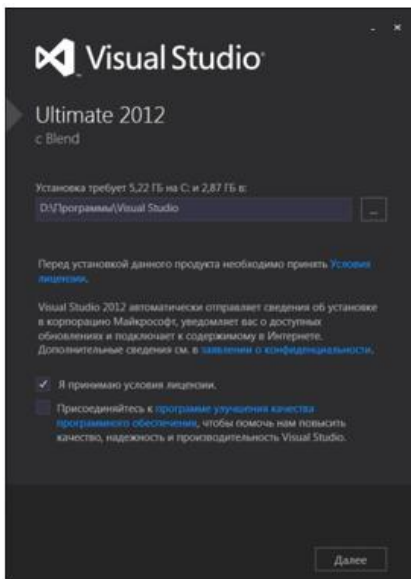 Visual Studio
Ultimate 2012
с Blend
Установка требует 5,22 ГБ на C: и 2,87 ГБ в:
D:\Программы\Visual Studio
...
Перед установкой данного продукта необходимо принять Условия
лицензии.
Visual Studio 2012 автоматически отправляет сведения об установке
в корпорацию Майкрософт, уведомляет вас о доступных
обновлениях и подключает к содержимому в Интернете.
Дополнительные сведения см. в заявлении о конфиденциальности.
Я принимаю условия лицензии.
Присоединяйтесь к программе улучшения качества
программного обеспечения, чтобы помочь нам повысить
качество, надежность и производительность Visual Studio.
Далее